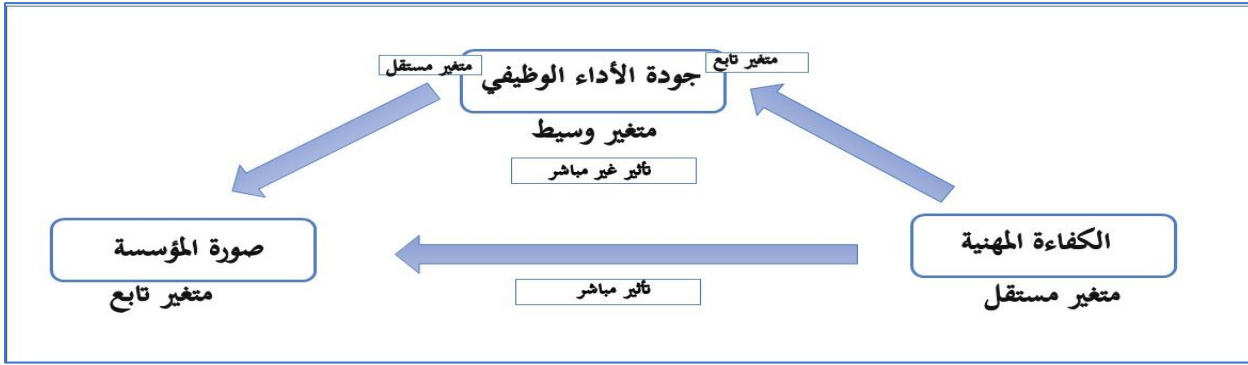 متغير تابع
جودة الأداء الوظيفي
متغير مستقل
متغير وسيط
تأثير غير مباشر
الكفاءة المهنية
متغير مستقل
صورة المؤسسة
متغير تابع
تأثير مباشر